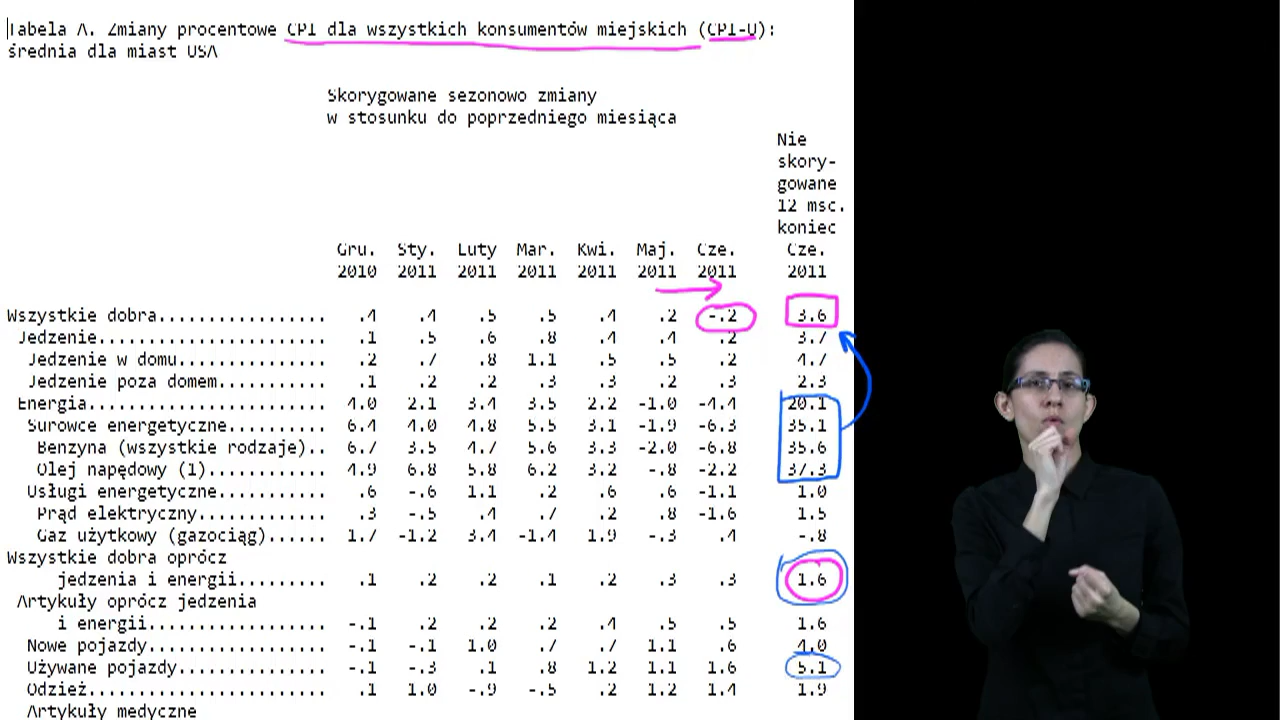 Tabela A. Zmiany procentowe CPI dla wszystkich konsumentów miejskich (CPI-U):
średnia dla miast USA
Skorygowane sezonowo zmiany
w stosunku do poprzedniego miesiąca
Nie
skory-
gowane
12 msc.
koniec
Gru. Sty. Luty Mar. Kwi. Maj. Cze. Cze.
2010 2011 2011 2011 2011 2011 2011 2011
Wszystkie dobra................. .4 .4 .5 .5 .4 .2 -.2 3.6
Jedzenie....................... .1 .5 .6 .8 .4 .4 .2 3.7
Jedzenie w domu............... .2 .7 .8 1.1 .5 .5 .2 4.7
Jedzenie poza domem........... .1 .2 .2 .3 .3 .2 .3 2.3
Energia........................ 4.0 2.1 3.4 3.5 2.2 -1.0 -4.4 20.1
Surowce energetyczne.......... 6.4 4.0 4.8 5.5 3.1 -1.9 -6.3 35.1
Benzyna (wszystkie rodzaje).. 6.7 3.5 4.7 5.6 3.3 -2.0 -6.8 35.6
Olej napędowy (1)............ 4.9 6.8 5.8 6.2 3.2 -.8 -2.2 37.3
Usługi energetyczne........... .6 -.6 1.1 .2 .6 .6 -1.1 1.0
Prąd elektryczny............. .3 -.5 .4 .7 .2 .8 -1.6 1.5
Gaz użytkowy (gazociąg)...... 1.7 -1.2 3.4 -1.4 1.9 -.3 .4 -.8
Wszystkie dobra oprócz
jedzenia i energii......... .1 .2 .2 .1 .2 .3 .3 1.6
Artykuły oprócz jedzenia
i energii.................. -.1 .2 .2 .2 .4 .5 .5 1.6
Nowe pojazdy.................. -.1 -.1 1.0 .7 .7 1.1 .6 4.0
Używane pojazdy............... -.1 -.3 .1 .8 1.2 1.1 1.6 5.1
Odzież........................ .1 1.0 -.9 -.5 .2 1.2 1.4 1.9
Artykuły medyczne